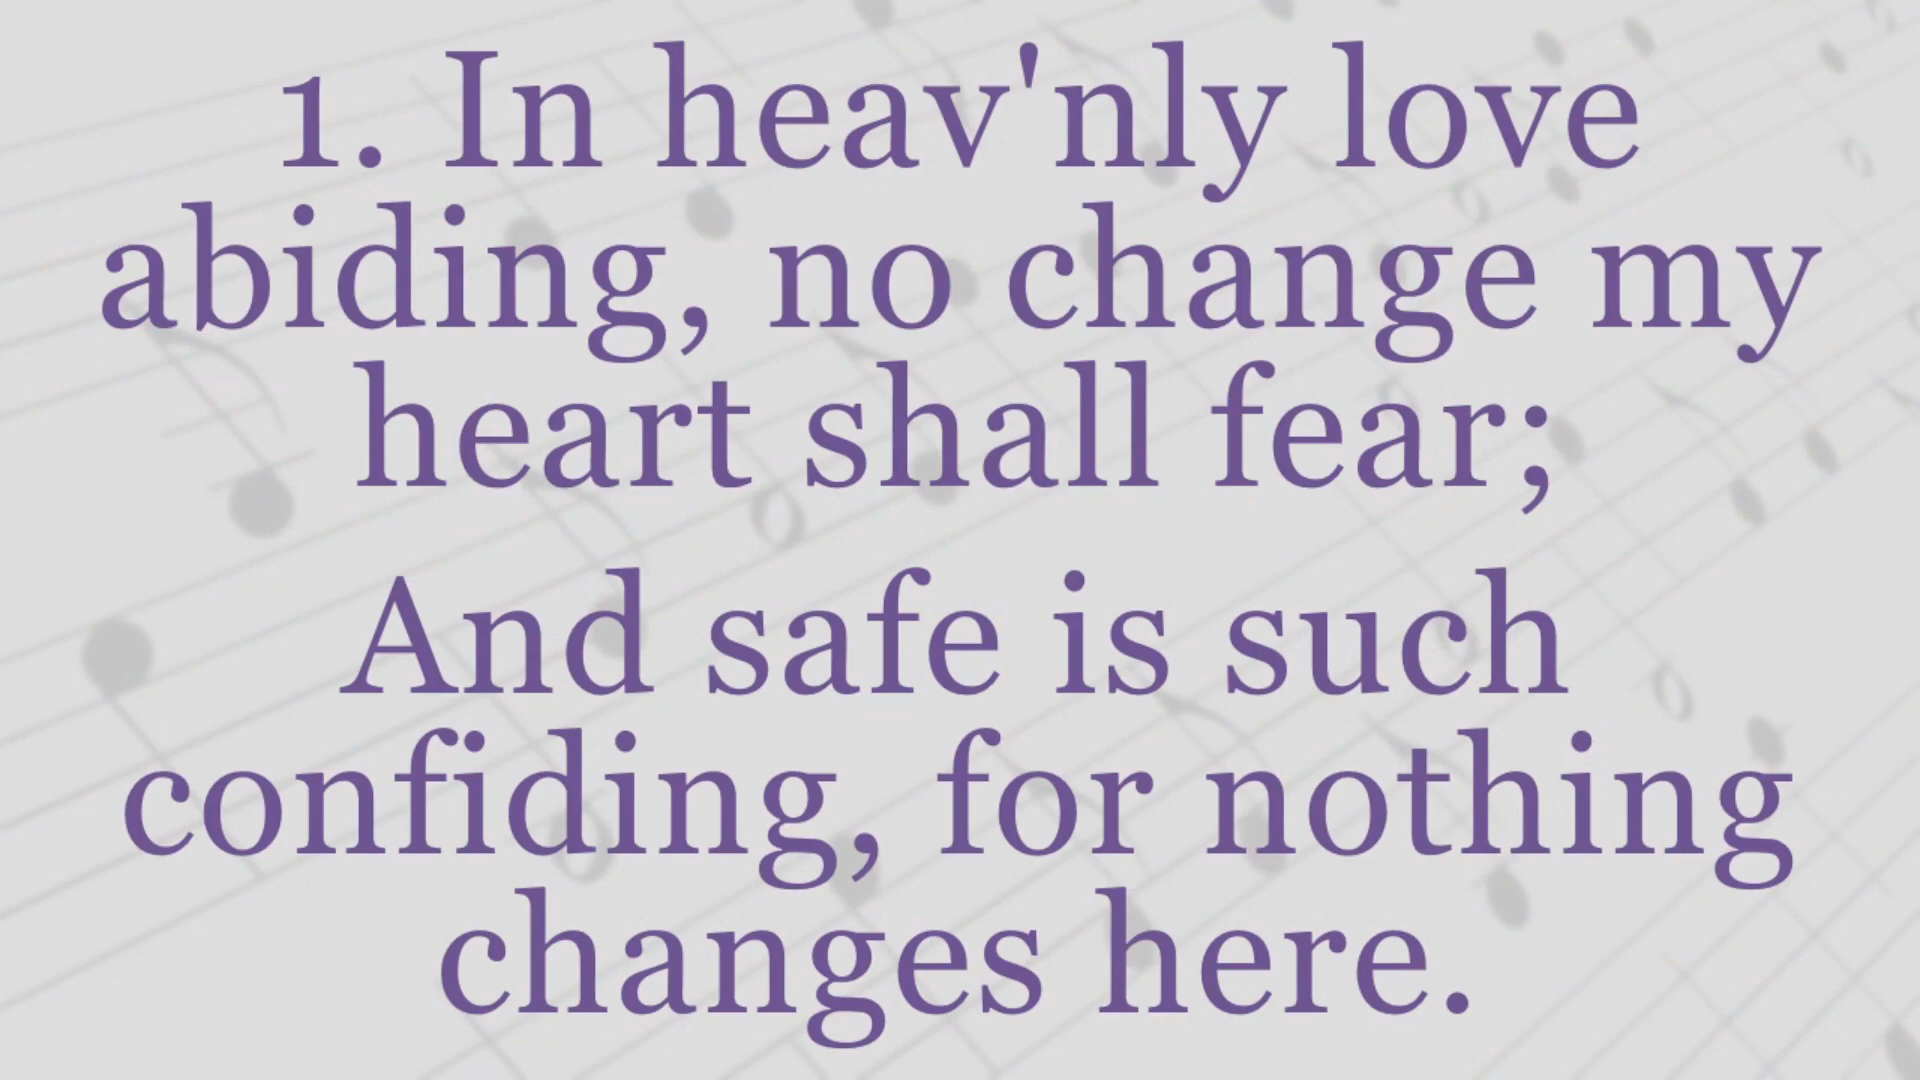 1. In heav'nly love
abiding, no change my
heart shall fear;
And safe is such
confiding, for nothing
changes here.